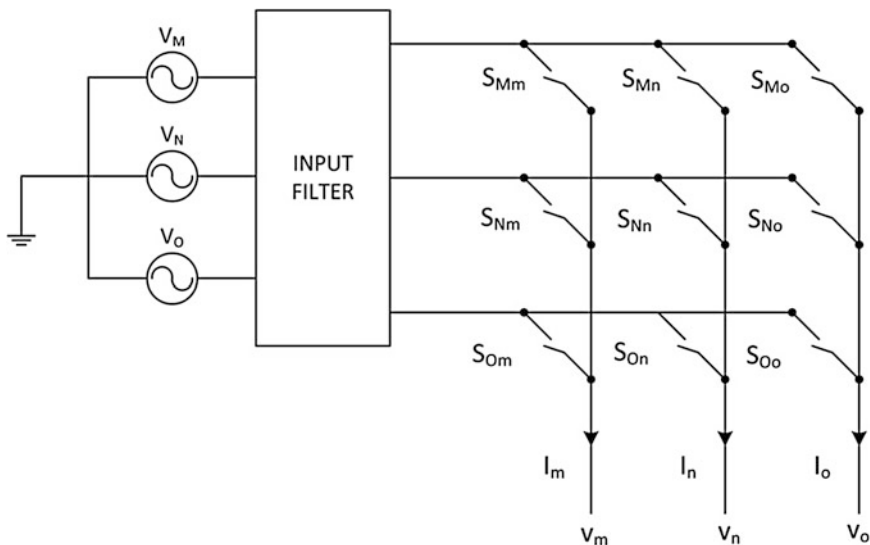 V_M
V_N
V_O
INPUT
FILTER
S_Mm
S_Mn
S_Mo
S_Nm
S_Nn
S_No
S_Om
S_On
S_Oo
I_m
I_n
I_o
v_m
v_n
v_o